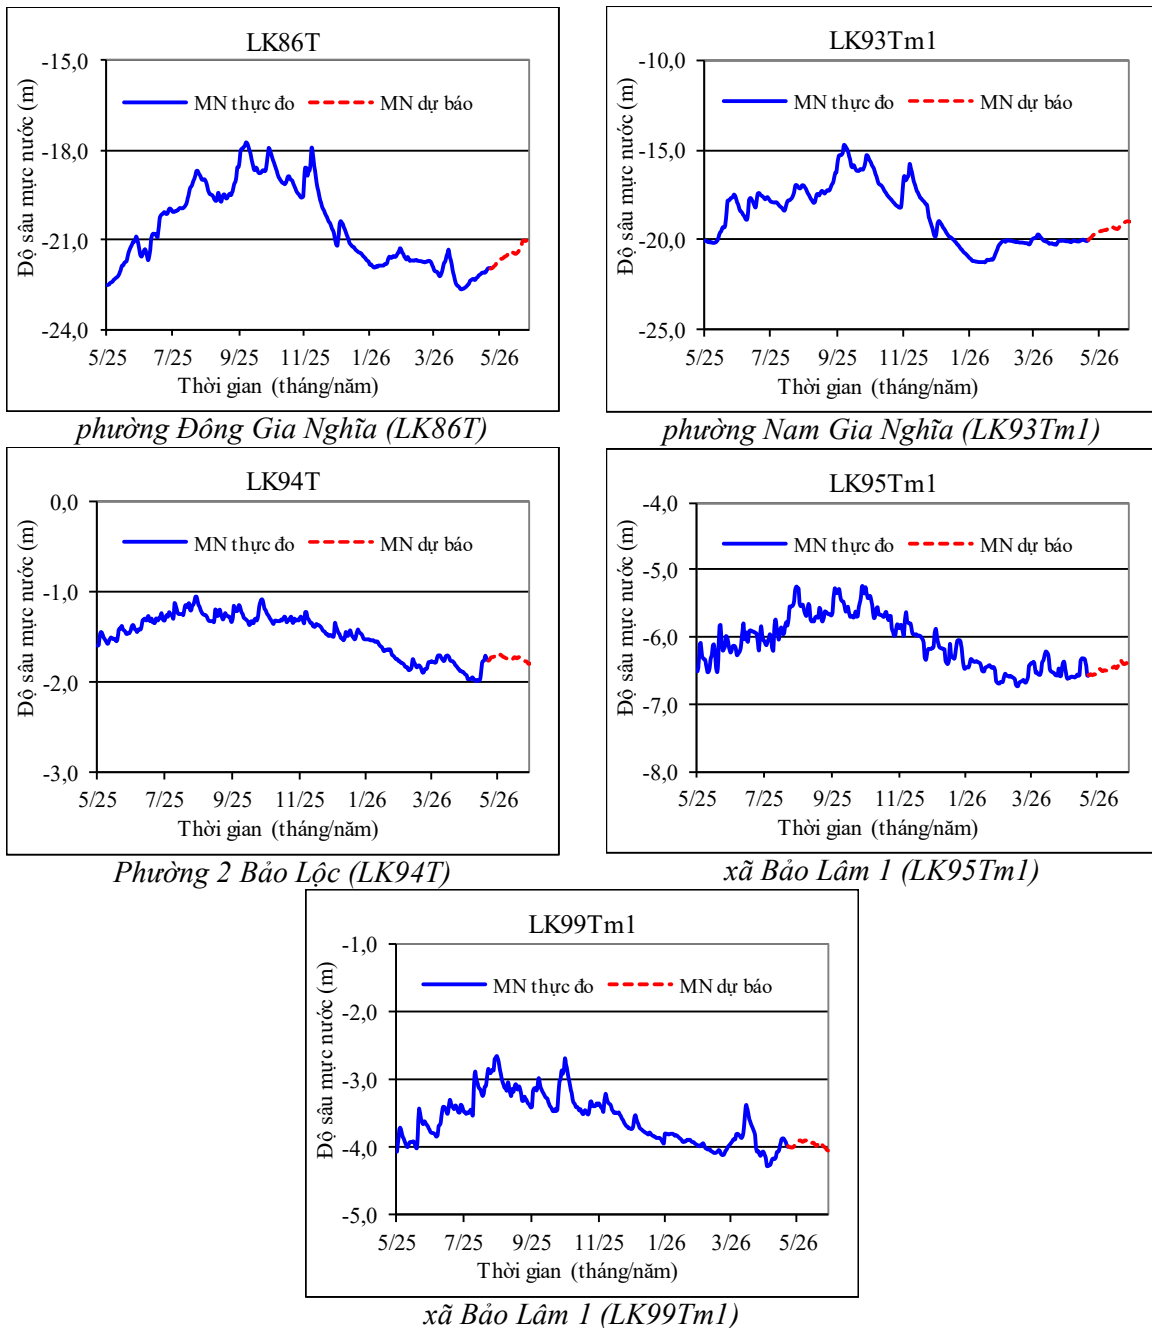 LK86T
-15,0
-18,0
-21,0
-24,0
Độ sâu mực nước (m)
MN thực đo MN dự báo
5/25 7/25 9/25 11/25 1/26 3/26 5/26
Thời gian (tháng/năm)
phường Đông Gia Nghĩa (LK86T)
LK93Tm1
-10,0
-15,0
-20,0
-25,0
Độ sâu mực nước (m)
MN thực đo MN dự báo
5/25 7/25 9/25 11/25 1/26 3/26 5/26
Thời gian (tháng/năm)
phường Nam Gia Nghĩa (LK93Tm1)
LK94T
0,0
-1,0
-2,0
-3,0
Độ sâu mực nước (m)
MN thực đo MN dự báo
5/25 7/25 9/25 11/25 1/26 3/26 5/26
Thời gian (tháng/năm)
Phường 2 Bảo Lộc (LK94T)
LK95Tm1
-4,0
-5,0
-6,0
-7,0
-8,0
Độ sâu mực nước (m)
MN thực đo MN dự báo
5/25 7/25 9/25 11/25 1/26 3/26 5/26
Thời gian (tháng/năm)
xã Bảo Lâm 1 (LK95Tm1)
LK99Tm1
-1,0
-2,0
-3,0
-4,0
-5,0
Độ sâu mực nước (m)
MN thực đo MN dự báo
5/25 7/25 9/25 11/25 1/26 3/26 5/26
Thời gian (tháng/năm)
xã Bảo Lâm 1 (LK99Tm1)